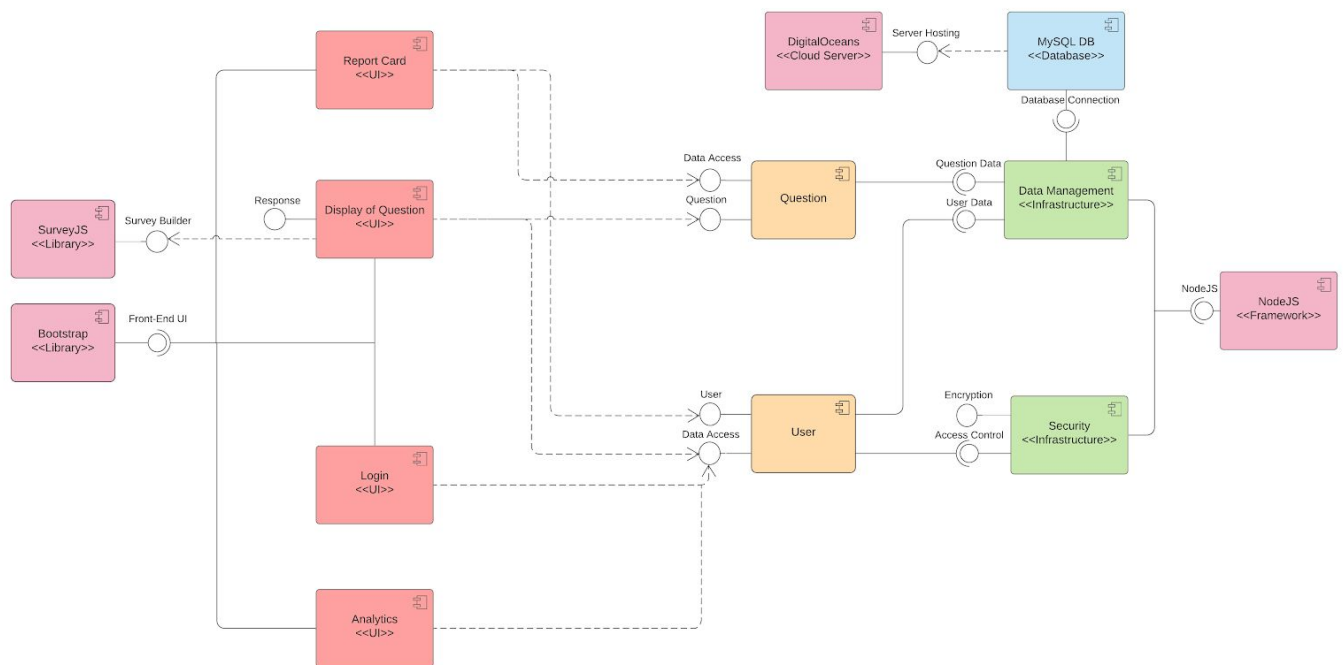 DigitalOceans
<<Cloud Server>>
Server Hosting
MySQL DB
<<Database>>
Database Connection
Report Card
<<UI>>
Data Access
Question
Question
Question Data
User Data
Data Management
<<Infrastructure>>
Response
Display of Question
<<UI>>
SurveyJS
<<Library>>
Survey Builder
Bootstrap
<<Library>>
Front-End UI
NodeJS
NodeJS
<<Framework>>
User
Data Access
User
Encryption
Access Control
Security
<<Infrastructure>>
Login
<<UI>>
Analytics
<<UI>>